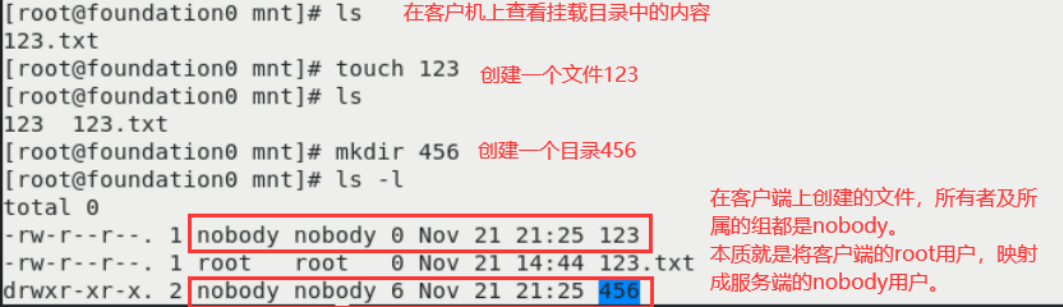 [root@foundation0 mnt]# ls 在客户机上查看挂载目录中的内容
123.txt
[root@foundation0 mnt]# touch 123 创建一个文件123
[root@foundation0 mnt]# ls
123  123.txt
[root@foundation0 mnt]# mkdir 456 创建一个目录456
[root@foundation0 mnt]# ls -l
total 0
-rw-r--r--. 1 nobody nobody 0 Nov 21 21:25 123
-rw-r--r--. 1 root   root   0 Nov 21 14:44 123.txt
drwxr-xr-x. 2 nobody nobody 6 Nov 21 21:25 456
在客户端上创建的文件，所有者及所
属的组都是nobody。
本质就是将客户端的root用户，映射
成服务端的nobody用户。